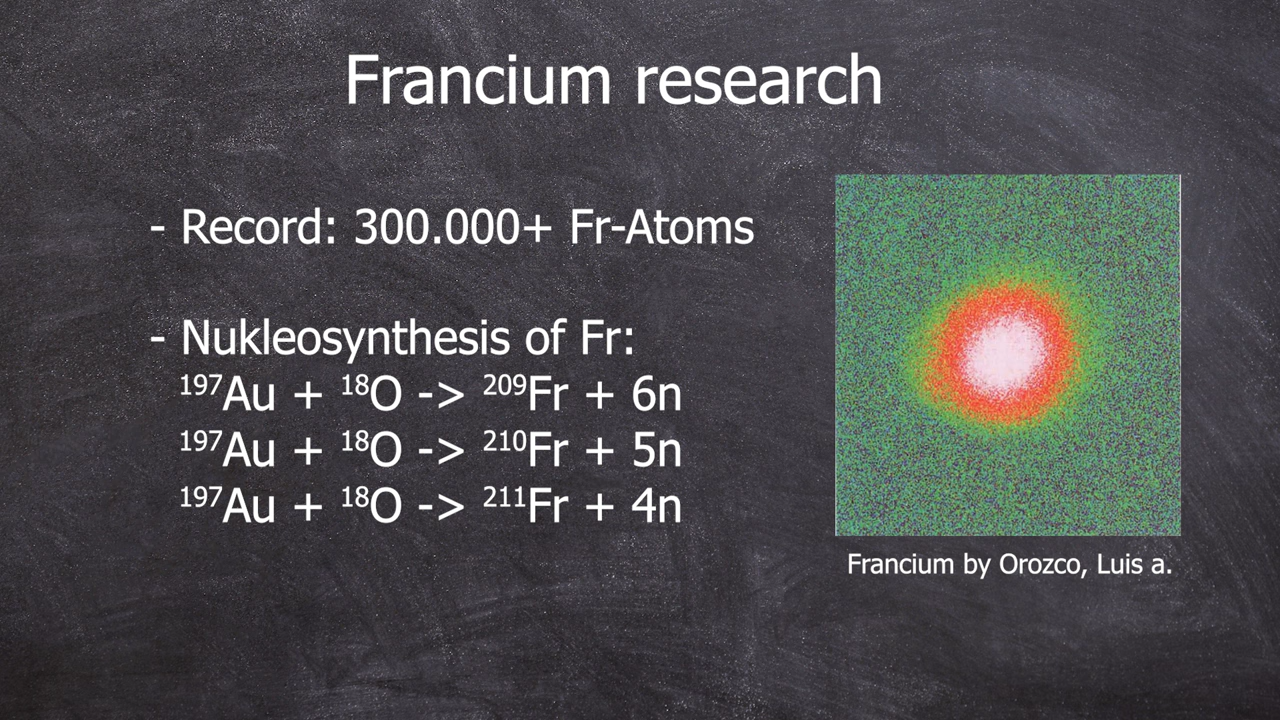 Francium research
- Record: 300.000+ Fr-Atoms
- Nukleosynthesis of Fr:
¹⁹⁷Au + ¹⁸O -> ²⁰⁹Fr + 6n
¹⁹⁷Au + ¹⁸O -> ²¹⁰Fr + 5n
¹⁹⁷Au + ¹⁸O -> ²¹¹Fr + 4n
Francium by Orozco, Luis a.